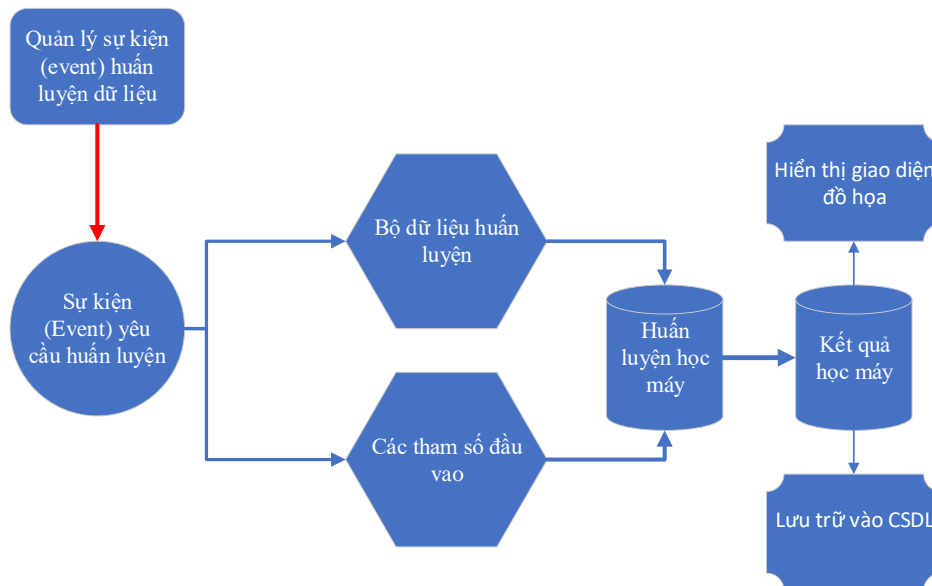 Quản lý sự kiện
(event) huấn
luyện dữ liệu
Sự kiện
(Event) yêu
cầu huấn luyện
Bộ dữ liệu huấn
luyện
Các tham số đầu
vao
Huấn
luyện học
máy
Kết quả
học máy
Hiển thị giao diện
đồ họa
Lưu trữ vào CSDL